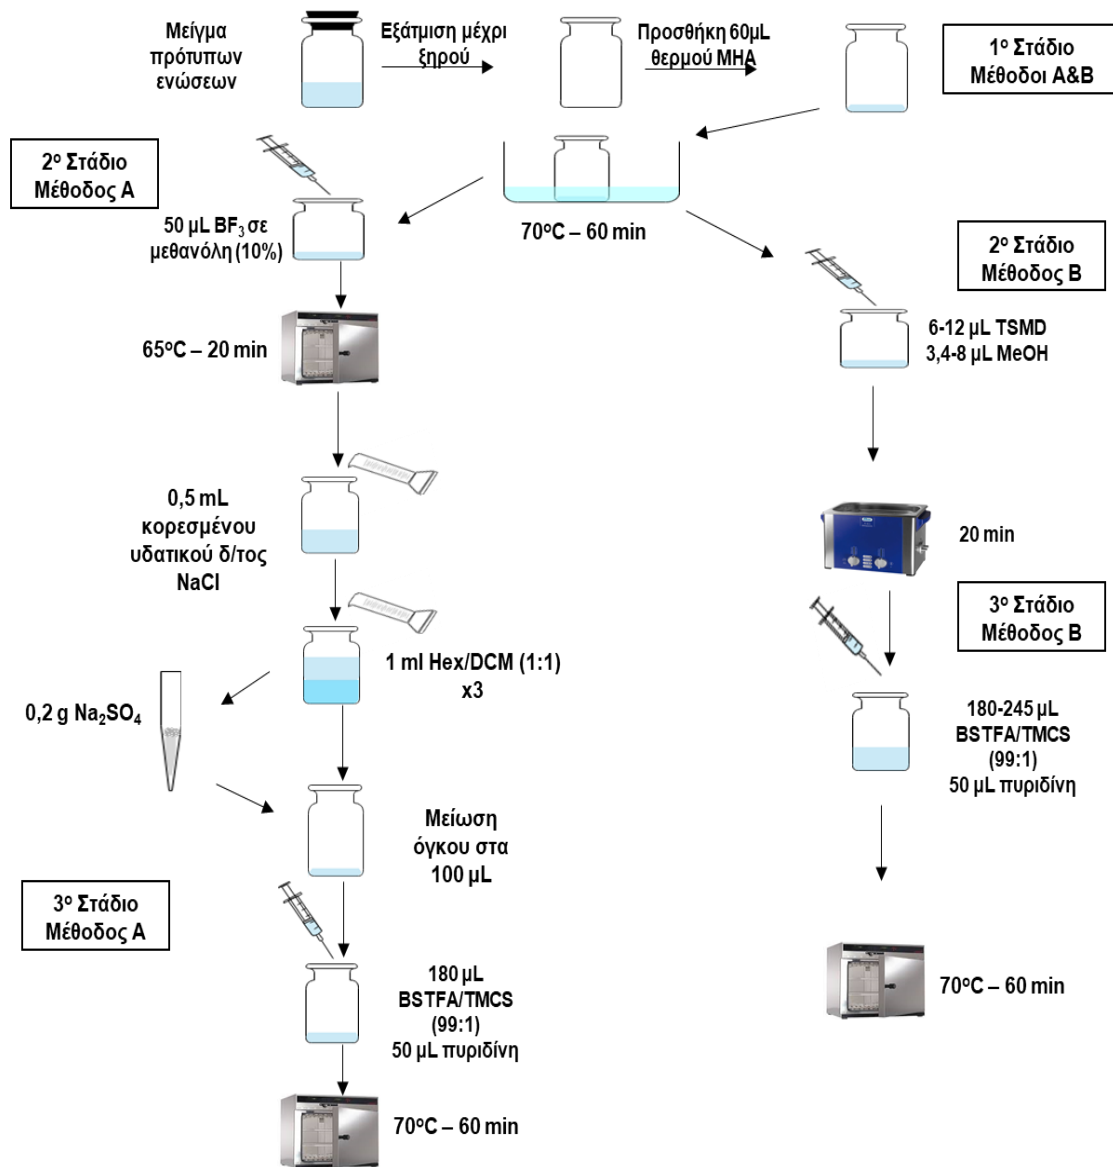 Μείγμα
πρότυπων
ενώσεων
Εξάτμιση μέχρι
ξηρού
Προσθήκη 60μL
θερμού MHA
1ο Στάδιο
Μέθοδοι Α&Β
2ο Στάδιο
Μέθοδος Α
50 μL BF3 σε
μεθανόλη (10%)
70οC – 60 min
2ο Στάδιο
Μέθοδος Β
6-12 μL TSMD
3,4-8 μL MeOH
65οC – 20 min
0,5 mL
κορεσμένου
υδατικού δ/τος
NaCl
20 min
3ο Στάδιο
Μέθοδος Β
1 ml Hex/DCM (1:1)
x3
0,2 g Na2SO4
180-245 μL
BSTFA/TMCS
(99:1)
50 μL πυριδίνη
Μείωση
όγκου στα
100 μL
3ο Στάδιο
Μέθοδος Α
180 μL
BSTFA/TMCS
(99:1)
50 μL πυριδίνη
70οC – 60 min
70οC – 60 min